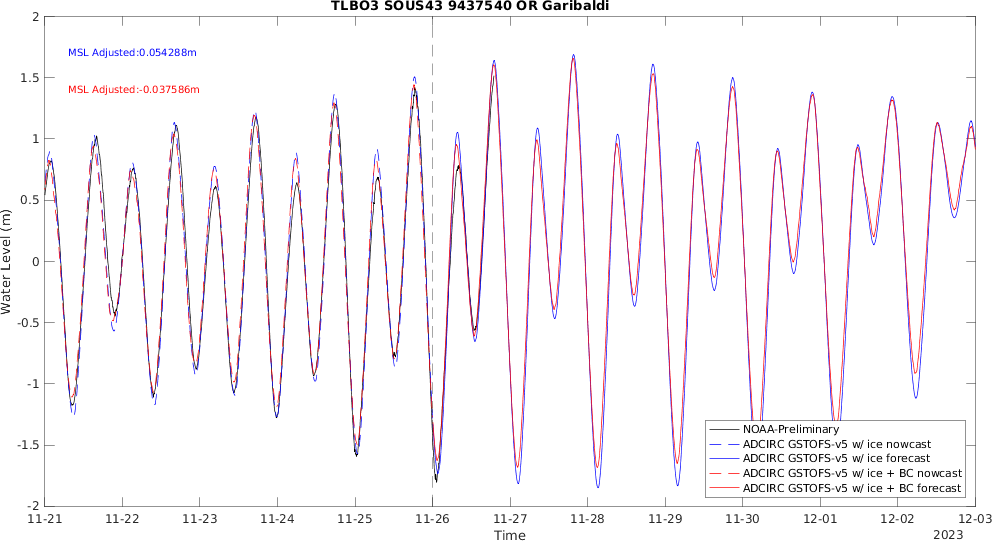 TLBO3 SOUS43 9437540 OR Garibaldi
MSL Adjusted:0.054288m
MSL Adjusted:-0.037586m
Water Level (m)
2
1.5
1
0.5
0
-0.5
-1
-1.5
-2
NOAA-Preliminary
ADCIRC GSTOFS-v5 w/ ice nowcast
ADCIRC GSTOFS-v5 w/ ice forecast
ADCIRC GSTOFS-v5 w/ice + BC nowcast
ADCIRC GSTOFS-v5 w/ice + BC forecast
11-21 11-22 11-23 11-24 11-25 11-26 11-27 11-28 11-29 11-30 12-01 12-02 12-03
Time
2023